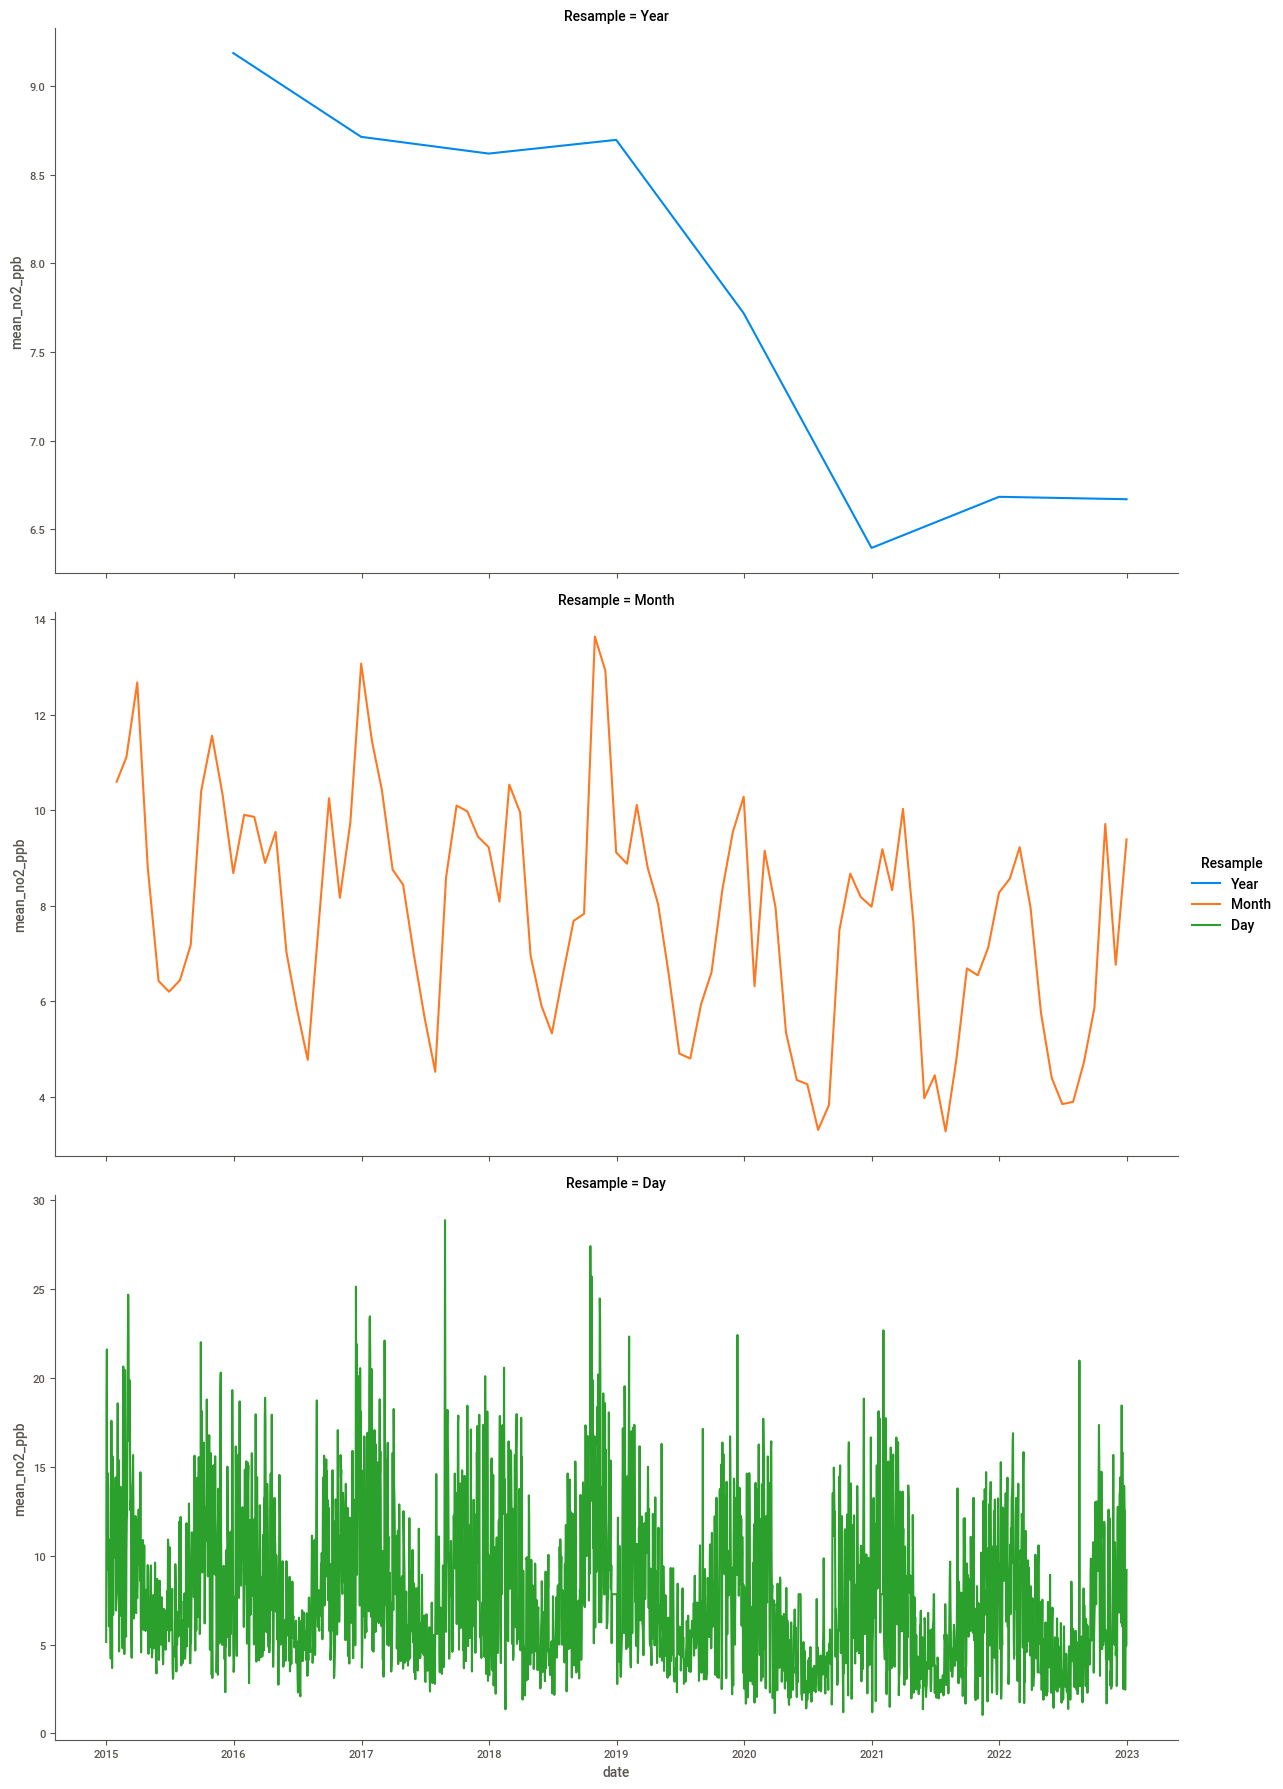 Resample = Year
9.0
8.5
8.0
7.5
7.0
6.5
mean_no2_ppb
Resample = Month
14
12
10
8
6
4
mean_no2_ppb
Resample
Year
Month
Day
Resample = Day
30
25
20
15
10
5
0
mean_no2_ppb
2015 2016 2017 2018 2019 2020 2021 2022 2023
date